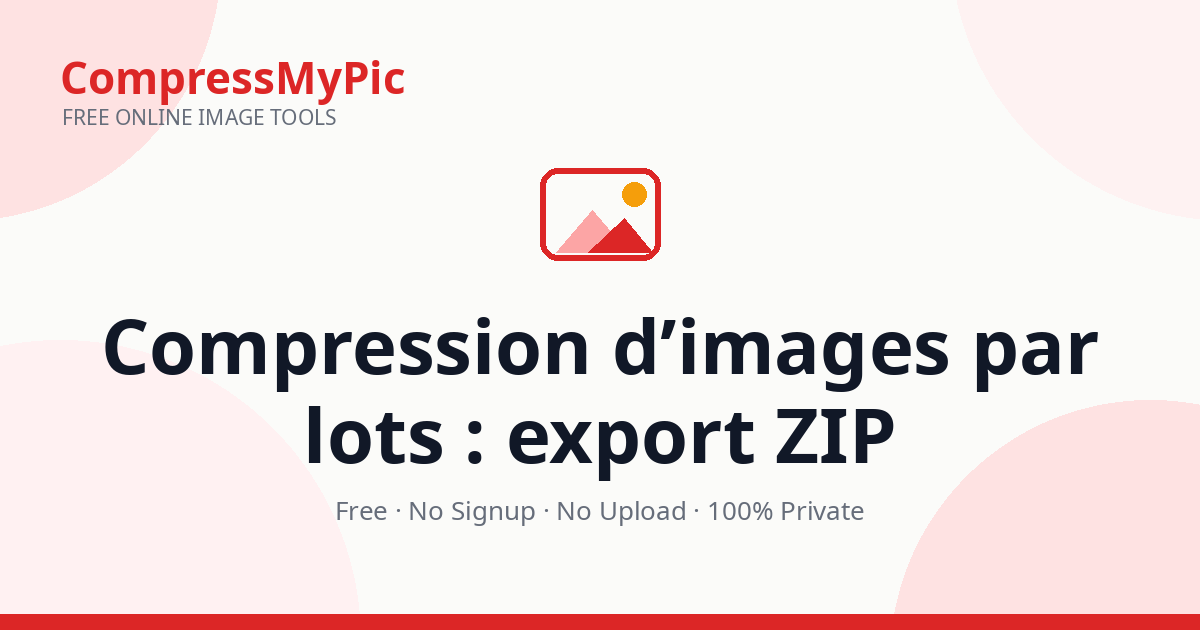 CompressMyPic
FREE ONLINE IMAGE TOOLS
Compression d’images par
lots : export ZIP
Free · No Signup · No Upload · 100% Private